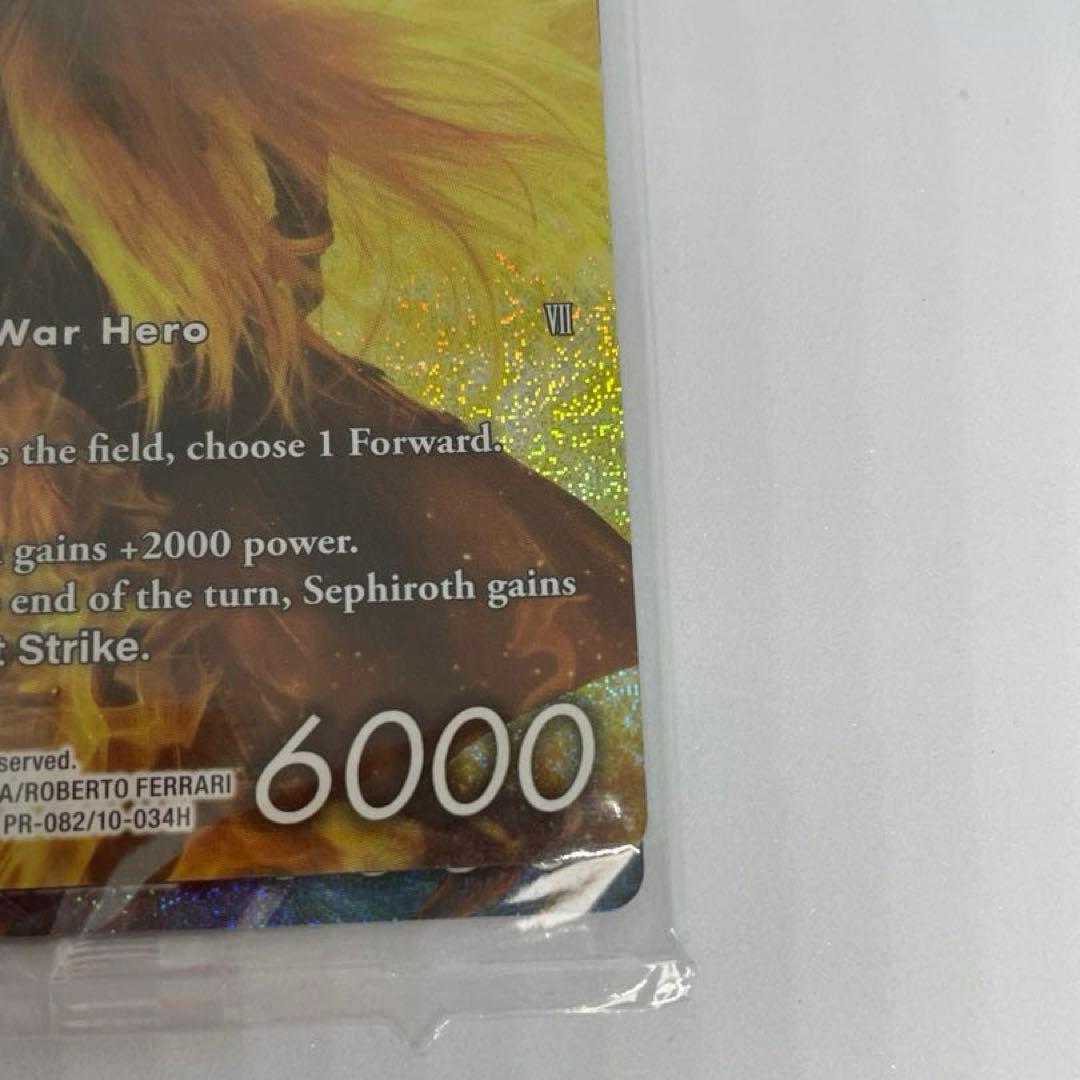 War Hero
VII
the field, choose 1 Forward.
gains +2000 power.
end of the turn, Sephiroth gains
Strike.
served.
A/ROBERTO FERRARI
PR-082/10-034H
6000